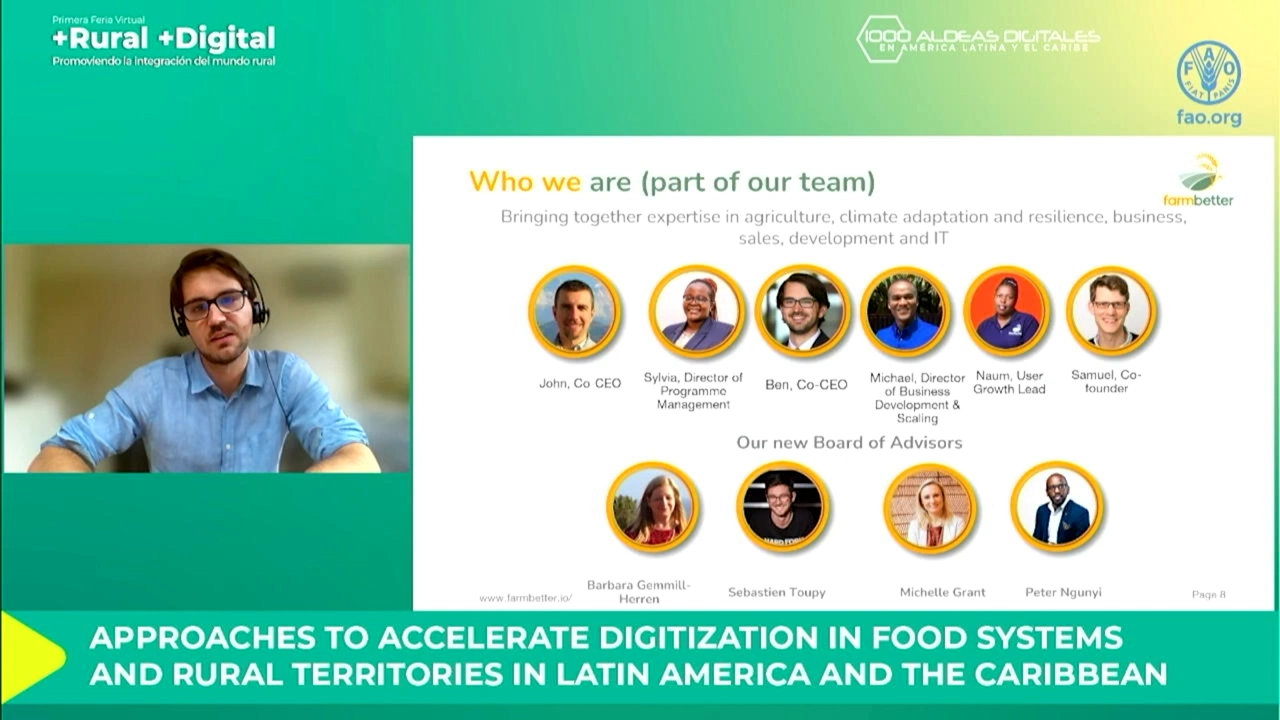 Primera Feria Virtual
+Rural +Digital
Promoviendo la integración del mundo rural
1000 ALDEAS DIGITALES
EN AMÉRICA LATINA Y EL CARIBE
F A O
FIAT PANIS
fao.org
Who we are (part of our team)
farmbetter
Bringing together expertise in agriculture, climate adaptation and resilience, business,
sales, development and IT
John, Co CEO
Sylvia, Director of
Programme
Management
Ben, Co-CEO
Michael, Director
of Business
Development &
Scaling
Naum, User
Growth Lead
Samuel, Co-
founder
Our new Board of Advisors
Barbara Gemmill-
Herren
Sebastien Toupy
Michelle Grant
Peter Ngunyi
www.farmbetter.io/
Page 8
APPROACHES TO ACCELERATE DIGITIZATION IN FOOD SYSTEMS
AND RURAL TERRITORIES IN LATIN AMERICA AND THE CARIBBEAN